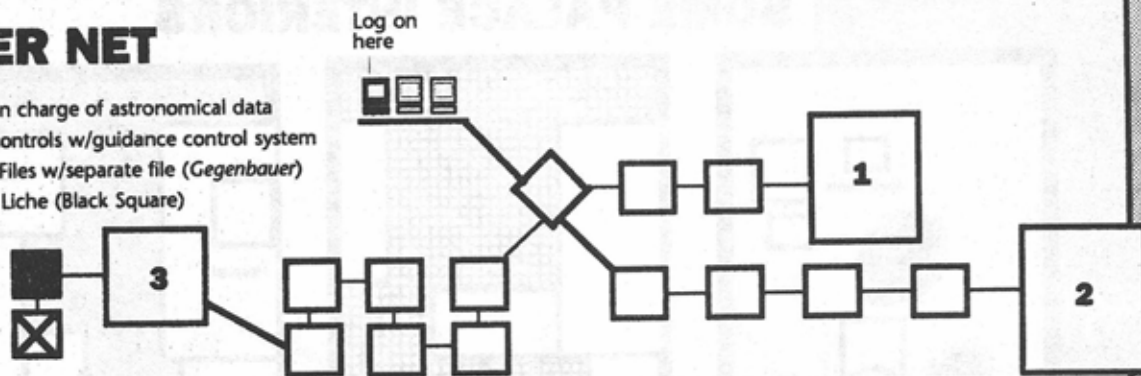 ER NET
n charge of astronomical data
ontrols w/guidance control system
Files w/separate file (Gegenbauer)
Liche (Black Square)
Log on
here
1
2
3